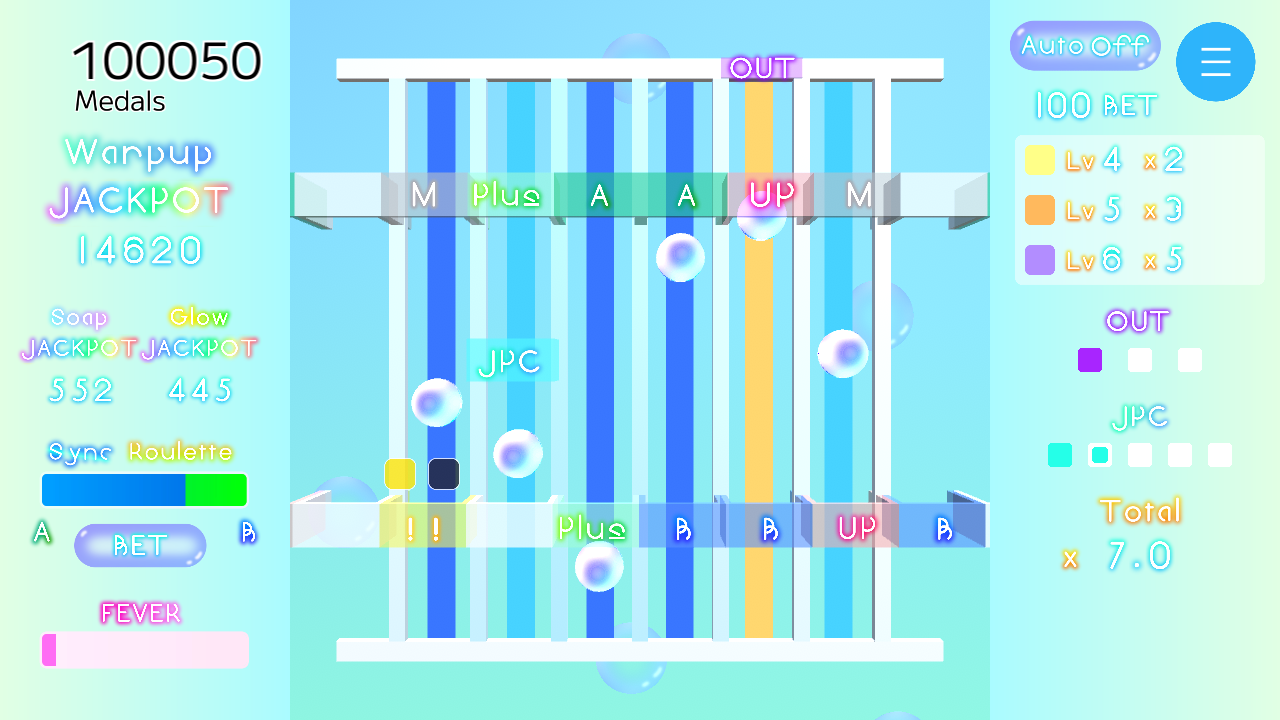 100050
Medals
Warpup
JACKPOT
14620
Soap Glow
JACKPOT JACKPOT
552 445
Sync Roulette
A B
BET
FEVER
OUT
M Plus A A UP M
JPC
!! Plus B B UP B
Auto Off
100 BET
Lv 4 x 2
Lv 5 x 3
Lv 6 x 5
OUT
JPC
Total
x 7.0